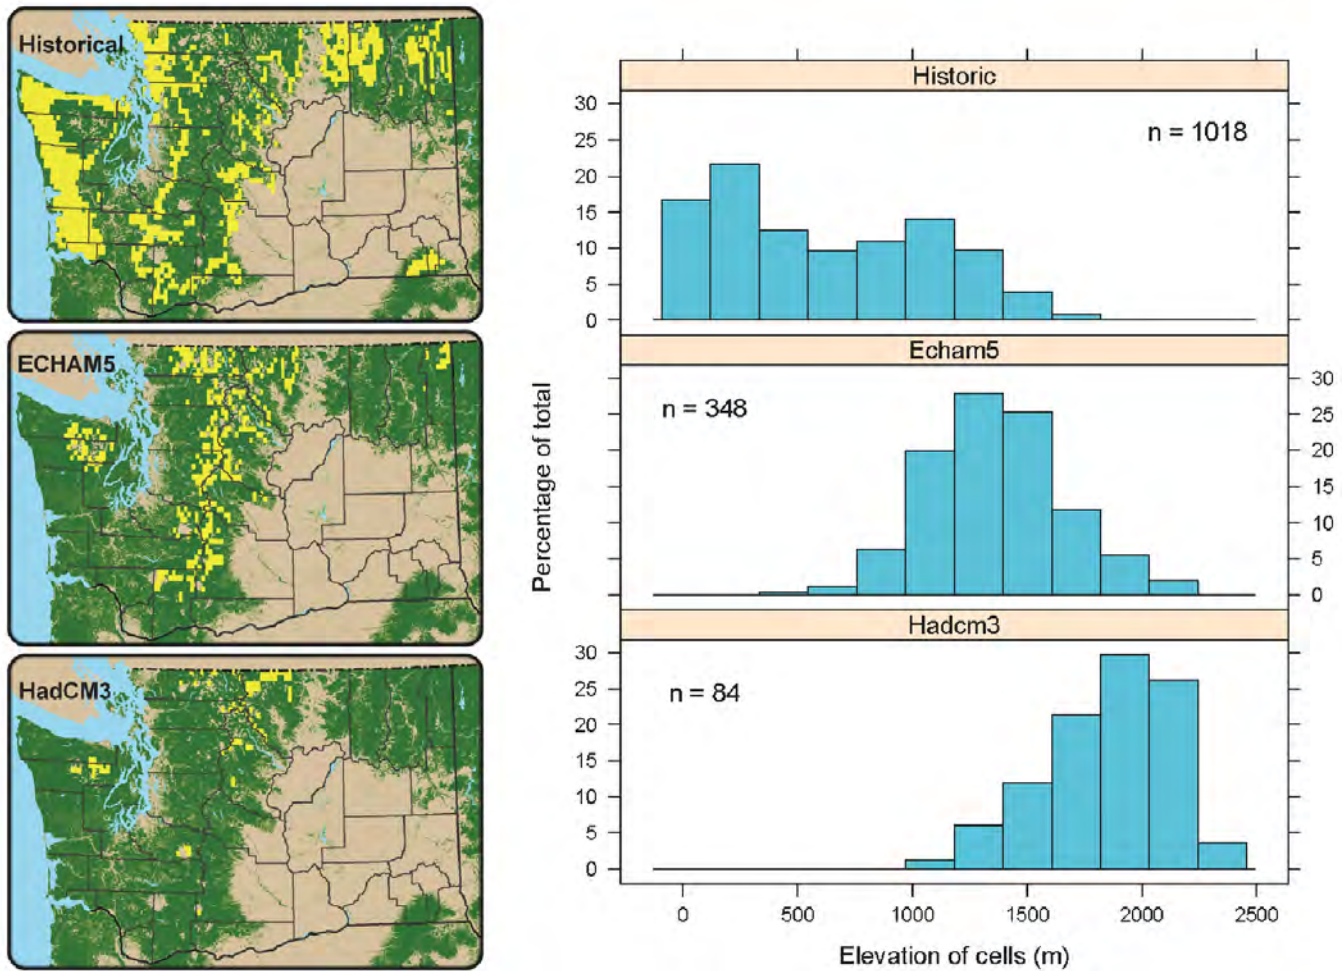 Historical
ECHAM5
HadCM3
Historic
30
25
20
15
10
5
0
n = 1018
Echam5
n = 348
30
25
20
15
10
5
0
Hadcm3
30
25
20
15
10
5
0
n = 84
Percentage of total
0 500 1000 1500 2000 2500
Elevation of cells (m)